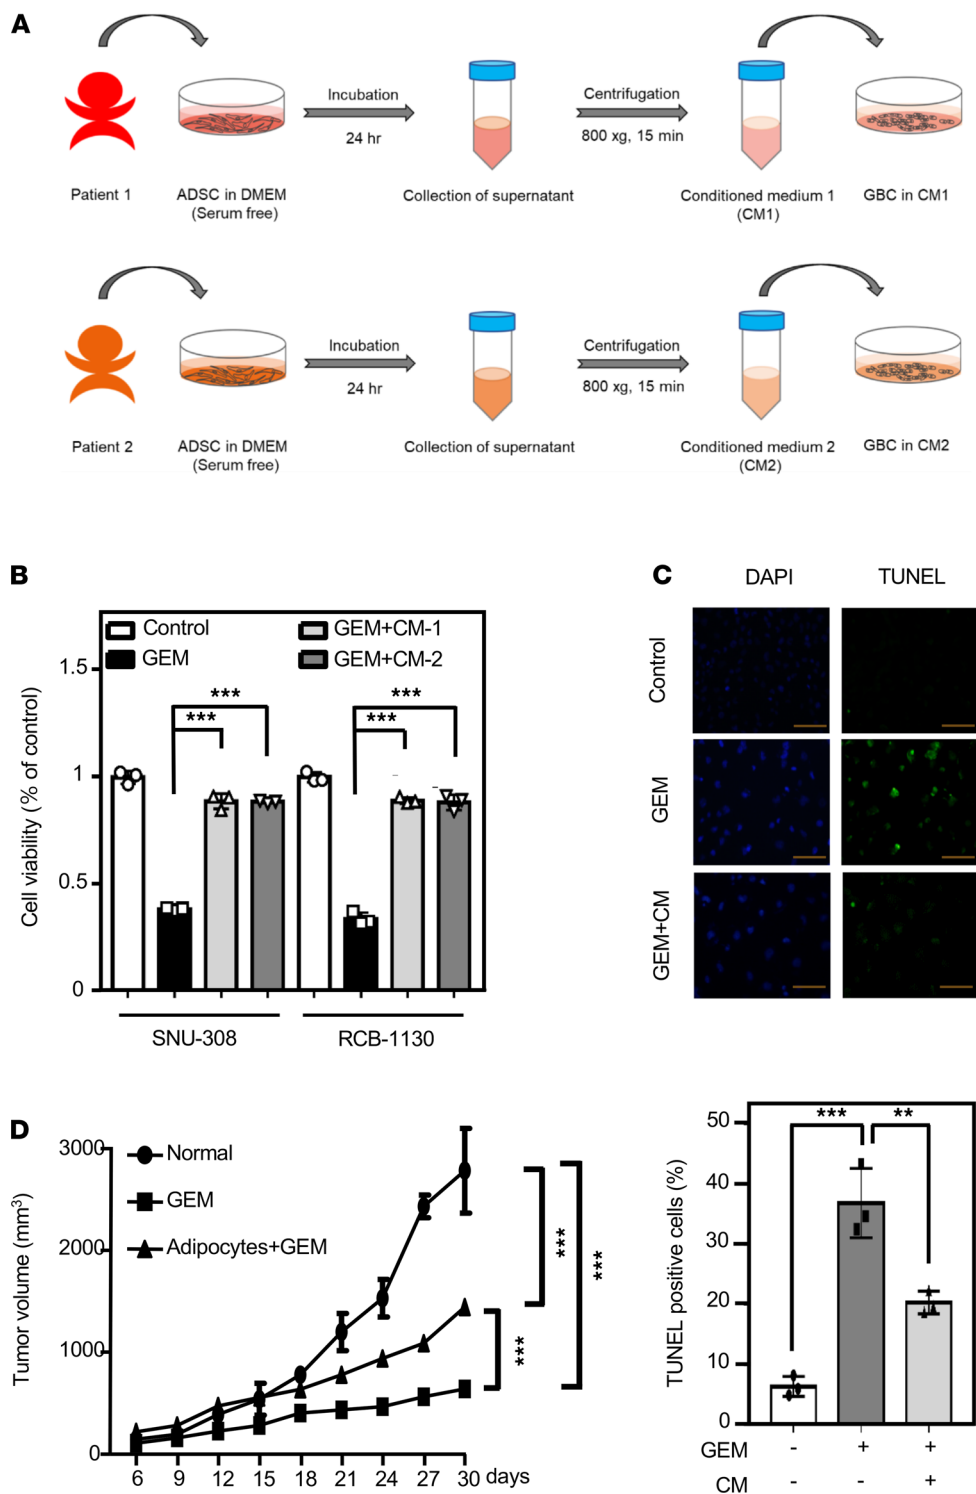 A
Incubation
24 hr
Centrifugation
800 xg, 15 min
Patient 1
ADSC in DMEM
(Serum free)
Collection of supernatant
Conditioned medium 1
(CM1)
GBC in CM1
Incubation
24 hr
Centrifugation
800 xg, 15 min
Patient 2
ADSC in DMEM
(Serum free)
Collection of supernatant
Conditioned medium 2
(CM2)
GBC in CM2
B
Control
GEM
GEM+CM-1
GEM+CM-2
Cell viability (% of control)
1.5
1
0.5
0
***
***
***
***
SNU-308
RCB-1130
C
DAPI
TUNEL
Control
GEM
GEM+CM
D
Normal
GEM
Adipocytes+GEM
Tumor volume (mm³)
3000
2000
1000
0
6 9 12 15 18 21 24 27 30 days
***
***
***
TUNEL positive cells (%)
50
40
30
20
10
0
***
**
GEM - + +
CM - - +